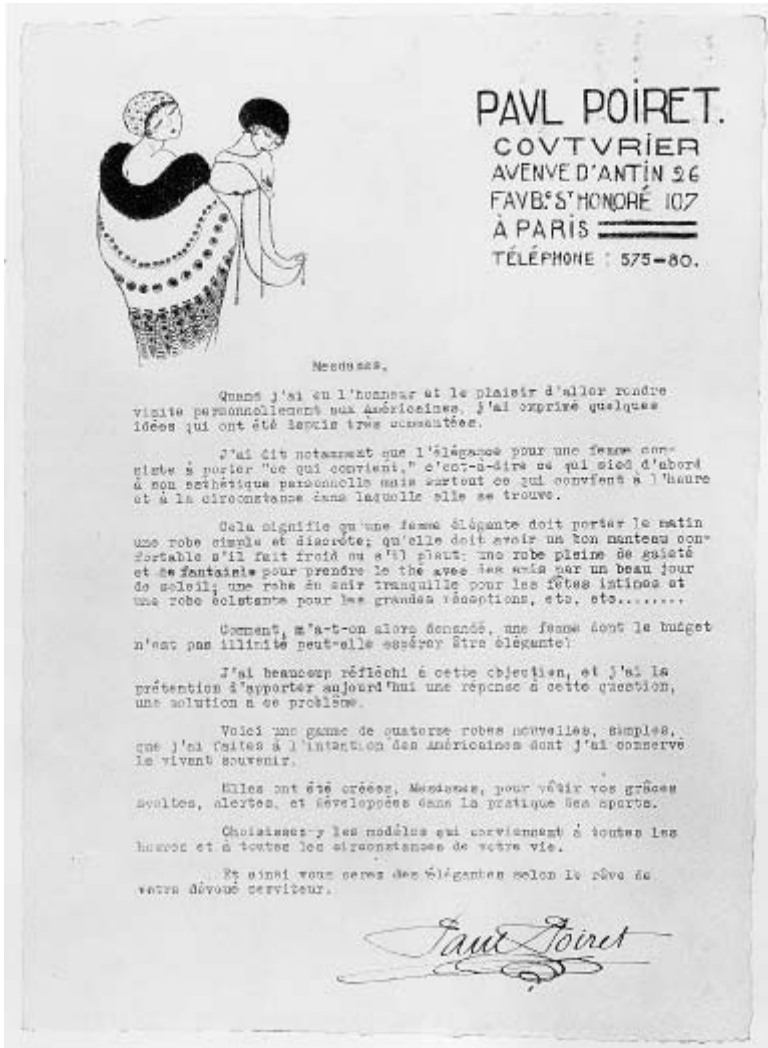 PAVL POIRET.
COVTVRIER
AVENVE D'ANTIN 26
FAVB.G ST HONORÉ 107
À PARIS
TÉLÉPHONE : 575-80.
Mesdames,
Quand j'ai eu l'honneur et le plaisir d'aller rendre
visite personnellement aux Américaines, j'ai exprimé quelques
idées qui ont été depuis très commentées.
J'ai dit notamment que l'élégance pour une femme con-
siste à porter "ce qui convient," c'est-à-dire ce qui sied d'abord
à son esthétique personnelle mais surtout ce qui convient à l'heure
et à la circonstance dans laquelle elle se trouve.
Cela signifie qu'une femme élégante doit porter le matin
une robe simple et discrète; qu'elle doit avoir un bon manteau con-
fortable s'il fait froid ou s'il pleut; une robe pleine de gaieté
et de fantaisie pour prendre le thé avec des amis par un beau jour
de soleil; une robe du soir tranquille pour les fêtes intimes et
une robe éclatante pour les grandes réceptions, etc. etc........
Comment, m'a-t-on alors demandé, une femme dont le budget
n'est pas illimité peut-elle espérer être élégante?
J'ai beaucoup réfléchi à cette objection, et j'ai la
prétention d'apporter aujourd'hui une réponse à cette question,
une solution à ce problème.
Voici une gamme de quatorze robes nouvelles, simples,
que j'ai faites à l'intention des Américaines dont j'ai conservé
le vivant souvenir.
Elles ont été créées, Mesdames, pour vêtir vos grâces
sveltes, alertes, et développées dans la pratique des sports.
Choisissez-y les modèles qui conviennent à toutes les
heures et à toutes les circonstances de votre vie.
Et ainsi vous serez des élégantes selon le rêve de
votre dévoué serviteur.
Paul Poiret